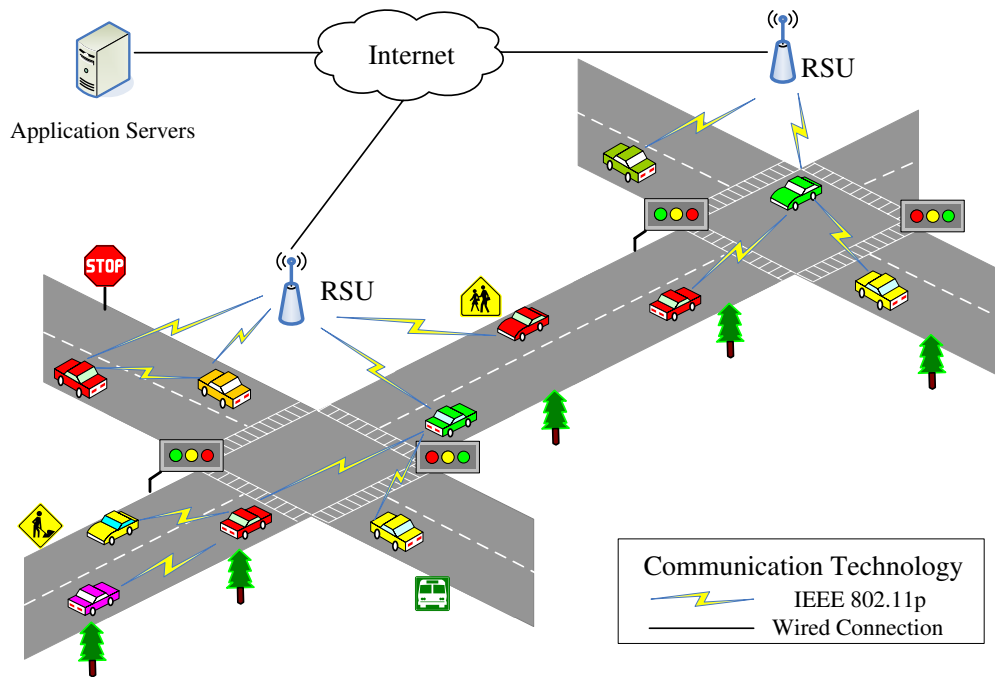 Internet
RSU
Application Servers
STOP
RSU
Communication Technology
IEEE 802.11p
Wired Connection